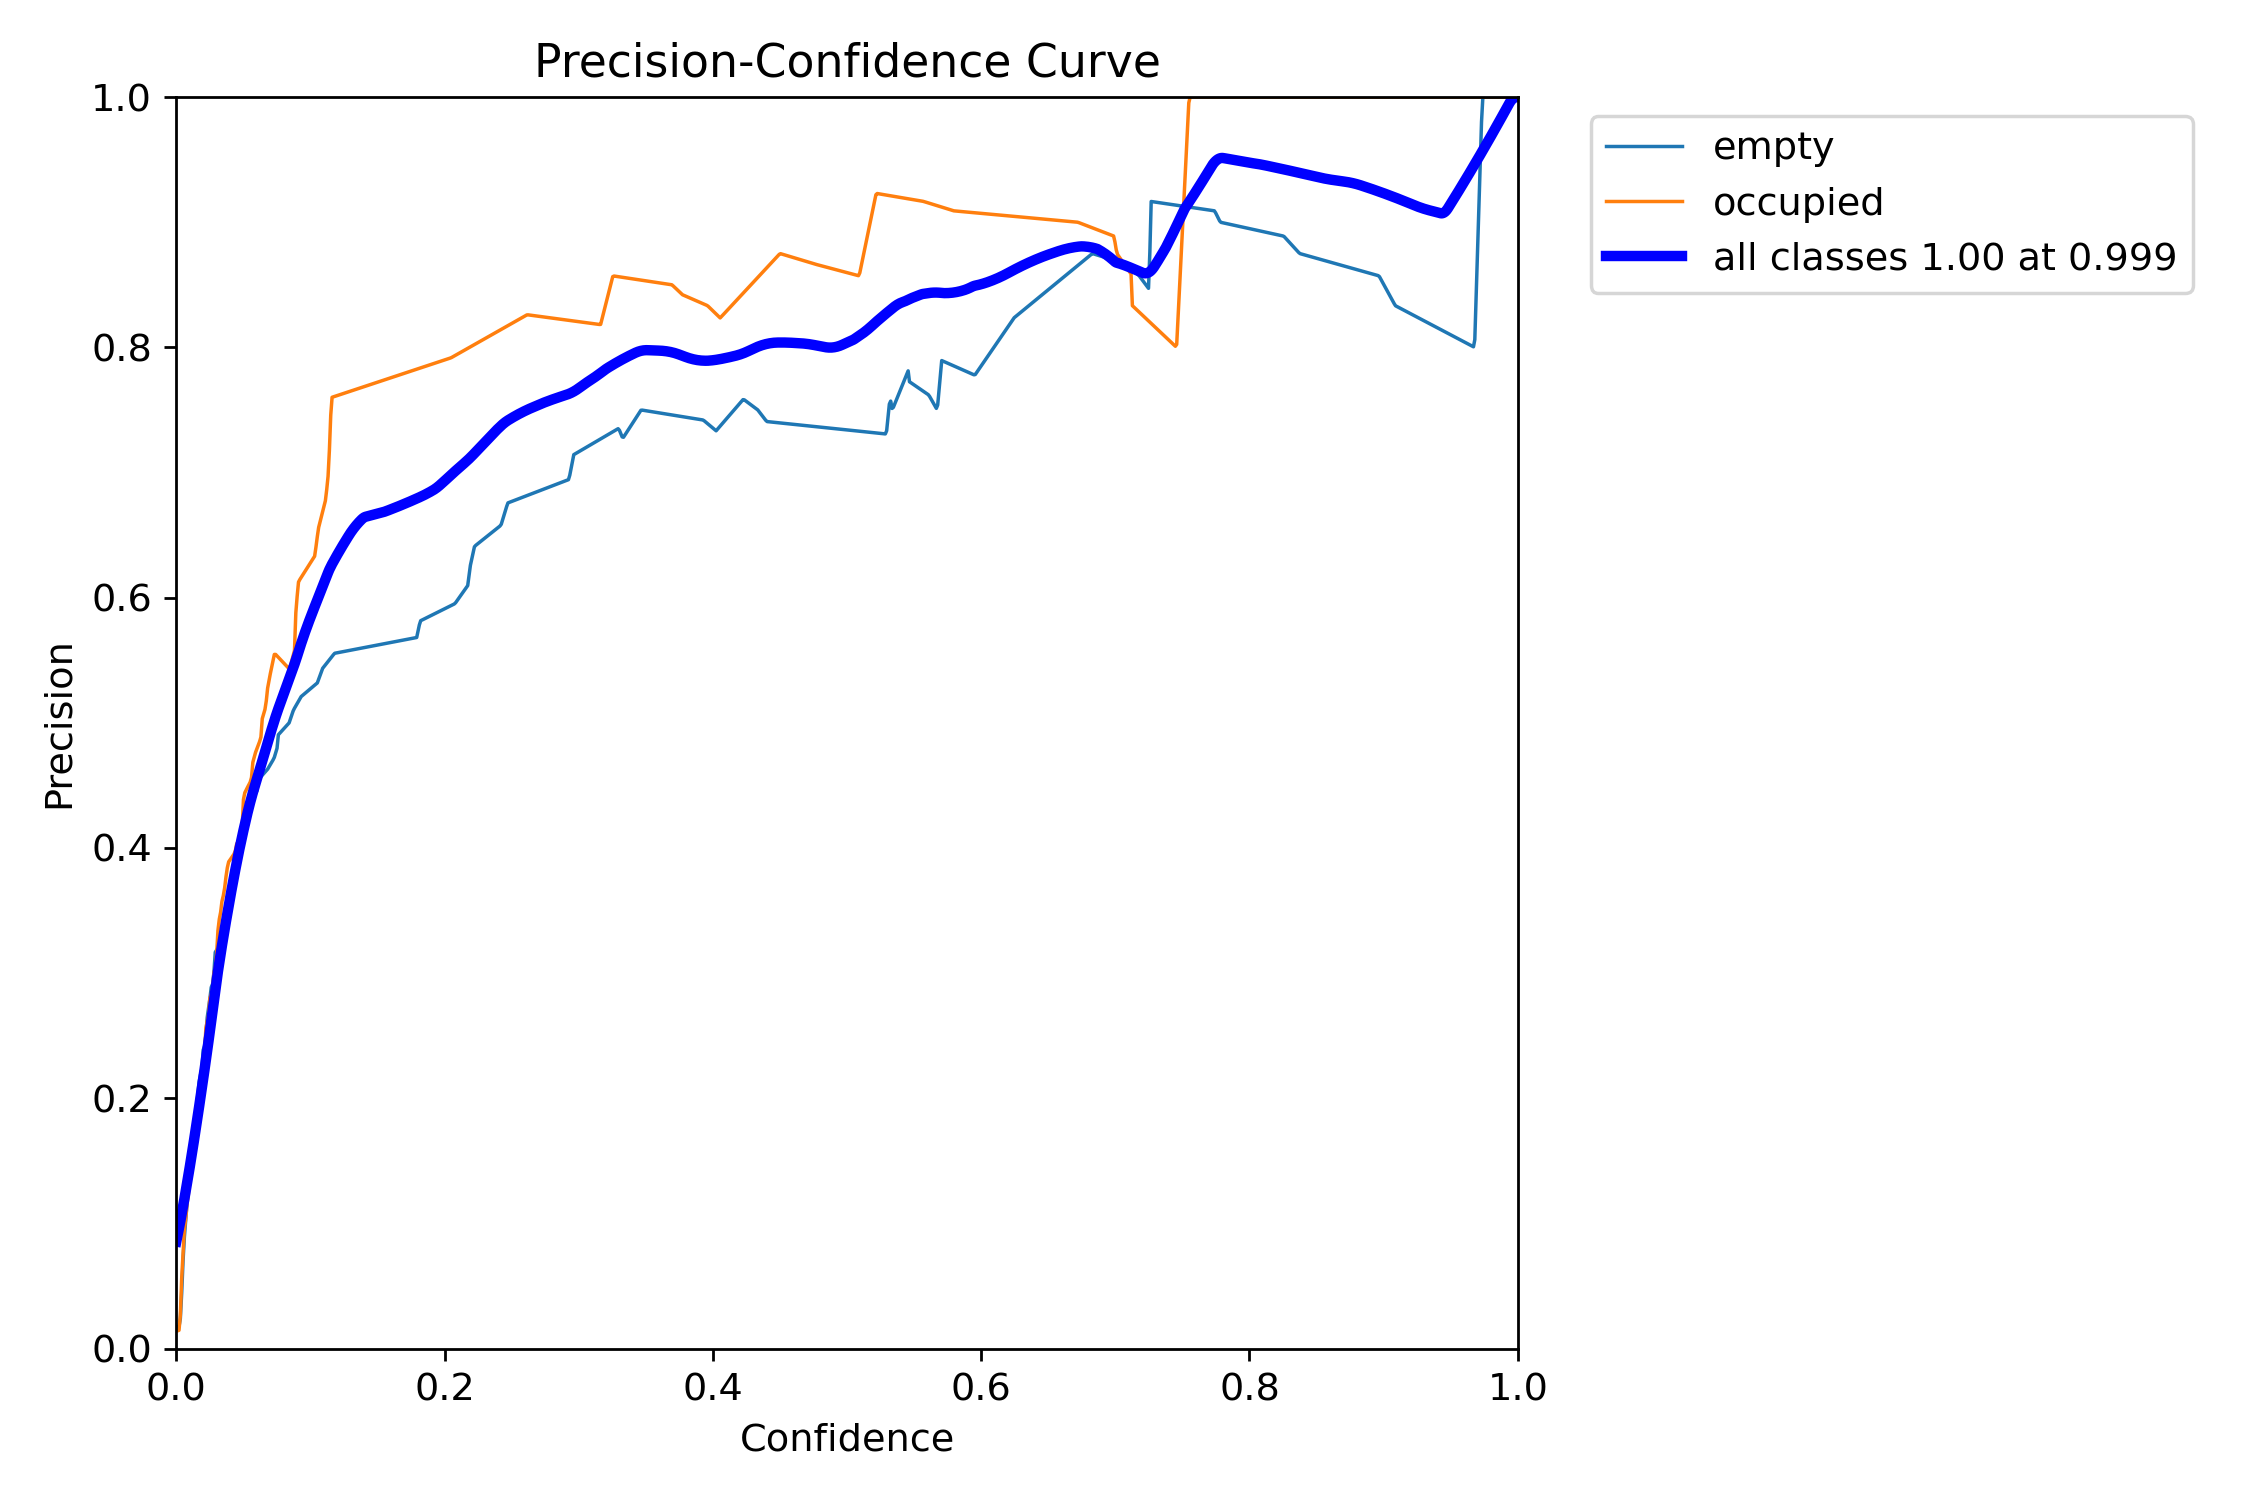 Precision-Confidence Curve
1.0
0.8
0.6
0.4
0.2
0.0
Precision
0.0 0.2 0.4 0.6 0.8 1.0
Confidence
empty
occupied
all classes 1.00 at 0.999